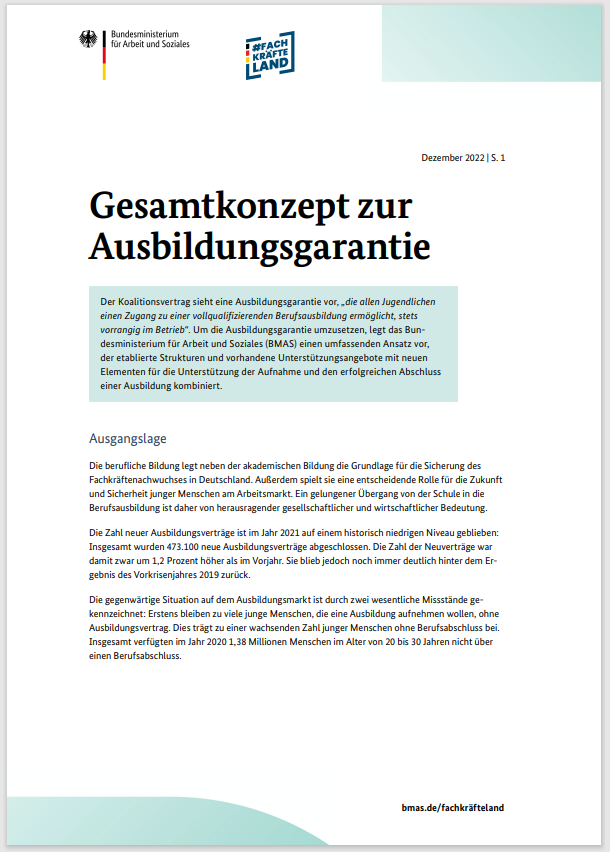 Bundesministerium
für Arbeit und Soziales
#FACH
KRÄFTE
LAND
Dezember 2022 | S. 1
Gesamtkonzept zur
Ausbildungsgarantie
Der Koalitionsvertrag sieht eine Ausbildungsgarantie vor, „die allen Jugendlichen
einen Zugang zu einer vollqualifizierenden Berufsausbildung ermöglicht, stets
vorrangig im Betrieb“. Um die Ausbildungsgarantie umzusetzen, legt das Bun-
desministerium für Arbeit und Soziales (BMAS) einen umfassenden Ansatz vor,
der etablierte Strukturen und vorhandene Unterstützungsangebote mit neuen
Elementen für die Unterstützung der Aufnahme und den erfolgreichen Abschluss
einer Ausbildung kombiniert.
Ausgangslage
Die berufliche Bildung legt neben der akademischen Bildung die Grundlage für die Sicherung des
Fachkräftenachwuchses in Deutschland. Außerdem spielt sie eine entscheidende Rolle für die Zukunft
und Sicherheit junger Menschen am Arbeitsmarkt. Ein gelungener Übergang von der Schule in die
Berufsausbildung ist daher von herausragender gesellschaftlicher und wirtschaftlicher Bedeutung.
Die Zahl neuer Ausbildungsverträge ist im Jahr 2021 auf einem historisch niedrigen Niveau geblieben:
Insgesamt wurden 473.100 neue Ausbildungsverträge abgeschlossen. Die Zahl der Neuverträge war
damit zwar um 1,2 Prozent höher als im Vorjahr. Sie blieb jedoch noch immer deutlich hinter dem Er-
gebnis des Vorkrisenjahres 2019 zurück.
Die gegenwärtige Situation auf dem Ausbildungsmarkt ist durch zwei wesentliche Missstände ge-
kennzeichnet: Erstens bleiben zu viele junge Menschen, die eine Ausbildung aufnehmen wollen, ohne
Ausbildungsvertrag. Dies trägt zu einer wachsenden Zahl junger Menschen ohne Berufsabschluss bei.
Insgesamt verfügten im Jahr 2020 1,38 Millionen Menschen im Alter von 20 bis 30 Jahren nicht über
einen Berufsabschluss.
bmas.de/fachkräfteland